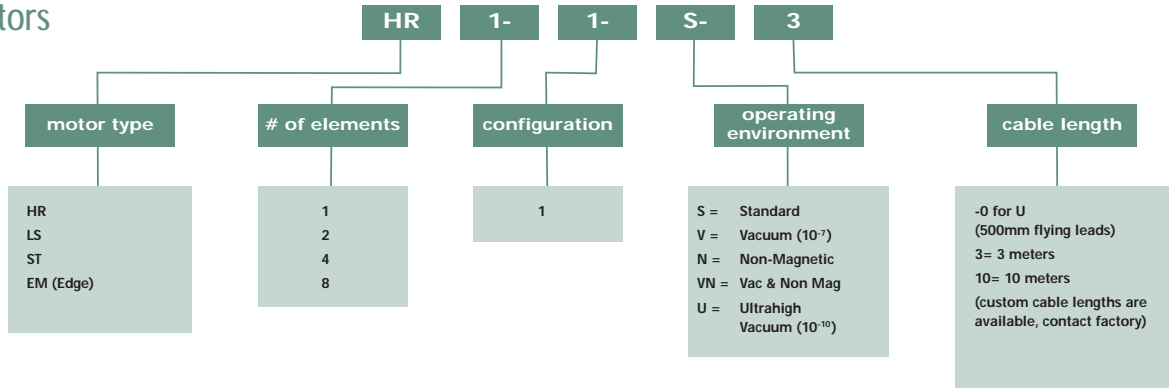 tors
HR 1- 1- S- 3
motor type
# of elements
configuration
operating
environment
cable length
HR
LS
ST
EM (Edge)
1
2
4
8
1
S = Standard
V = Vacuum (10-7)
N = Non-Magnetic
VN = Vac & Non Mag
U = Ultrahigh
Vacuum (10-10)
-0 for U
(500mm flying leads)
3= 3 meters
10= 10 meters
(custom cable lengths are
available, contact factory)